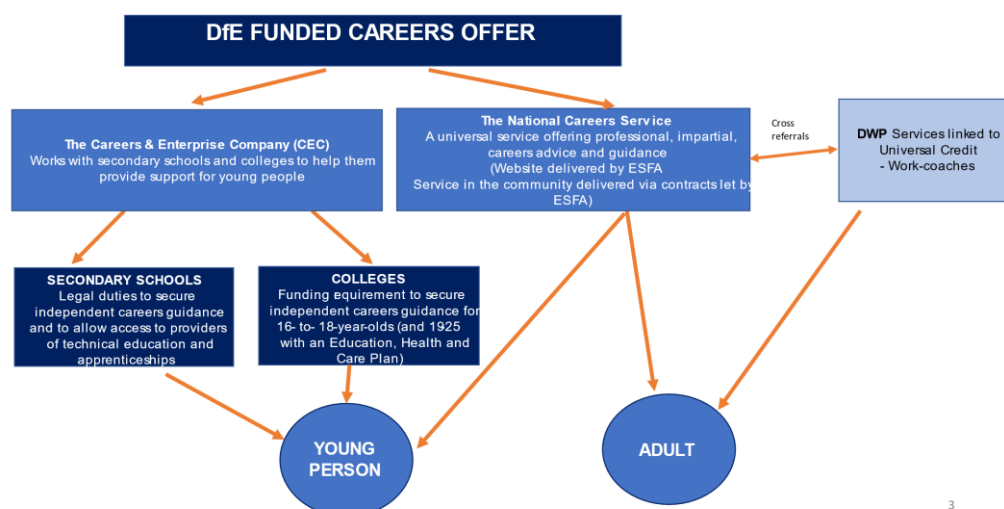 DfE FUNDED CAREERS OFFER
The Careers & Enterprise Company (CEC)
Works with secondary schools and colleges to help them
provide support for young people
The National Careers Service
A universal service offering professional, impartial,
careers advice and guidance
(Website delivered by ESFA
Service in the community delivered via contracts let by
ESFA)
Cross
referrals
DWP Services linked to
Universal Credit
- Work-coaches
SECONDARY SCHOOLS
Legal duties to secure
independent careers guidance
and to allow access to providers
of technical education and
apprenticeships
COLLEGES
Funding equirement to secure
independent careers guidance for
16- to- 18-year-olds (and 1925
with an Education, Health and
Care Plan)
YOUNG
PERSON
ADULT
3